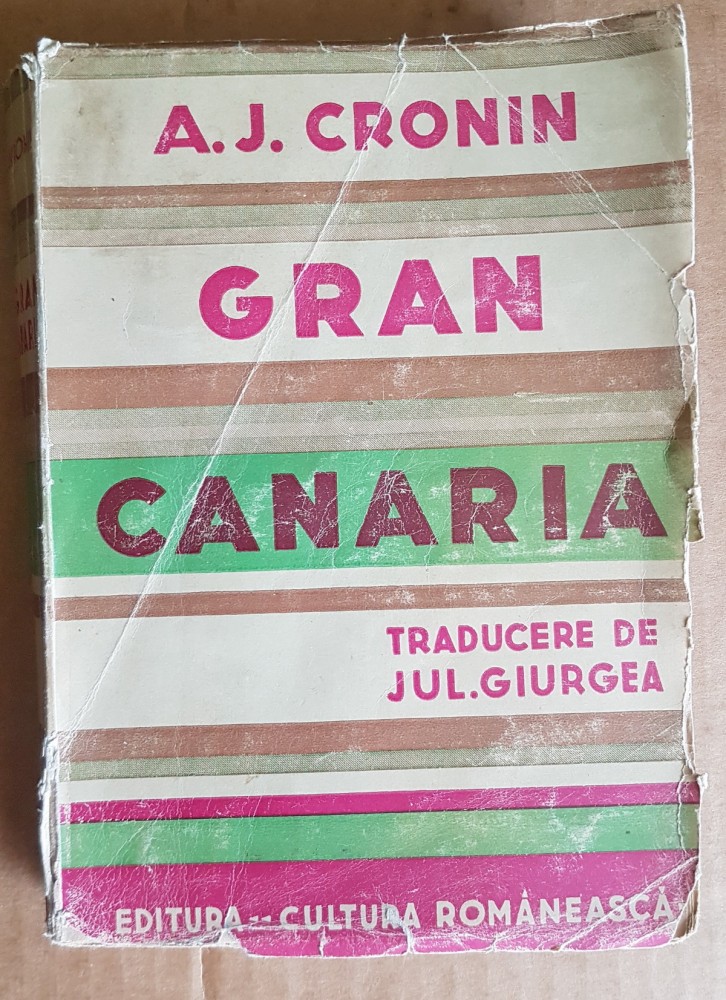 A. J. CRONIN
GRAN
CANARIA
TRADUCERE DE
JUL. GIURGEA
EDITURA -- CULTURA ROMÂNEASCĂ